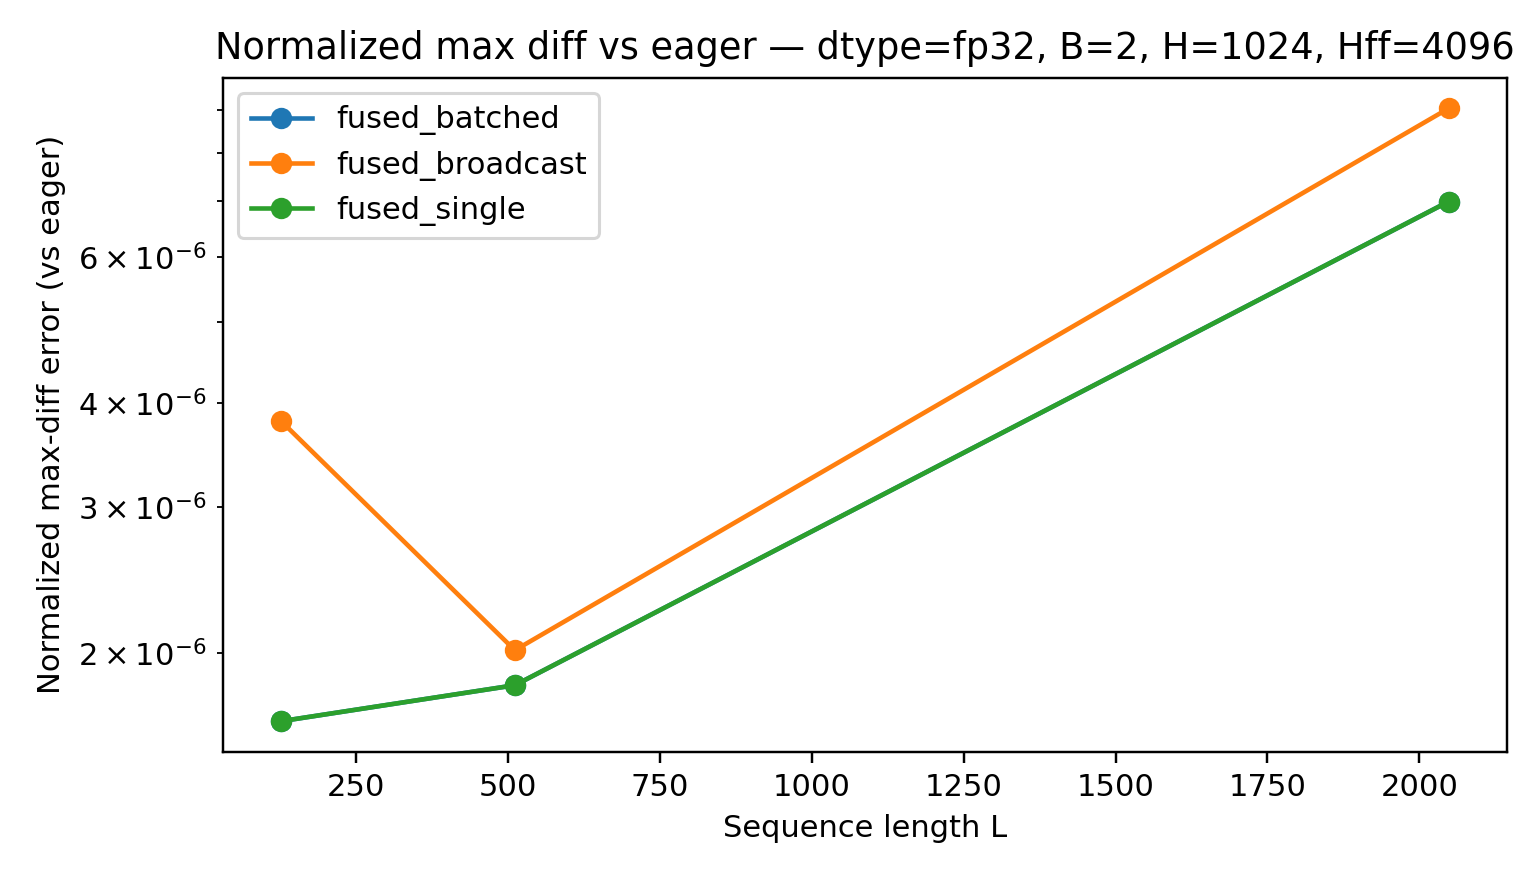 Normalized max diff vs eager — dtype=fp32, B=2, H=1024, Hff=4096
fused_batched
fused_broadcast
fused_single
Normalized max-diff error (vs eager)
6 × 10⁻⁶
4 × 10⁻⁶
3 × 10⁻⁶
2 × 10⁻⁶
250 500 750 1000 1250 1500 1750 2000
Sequence length L